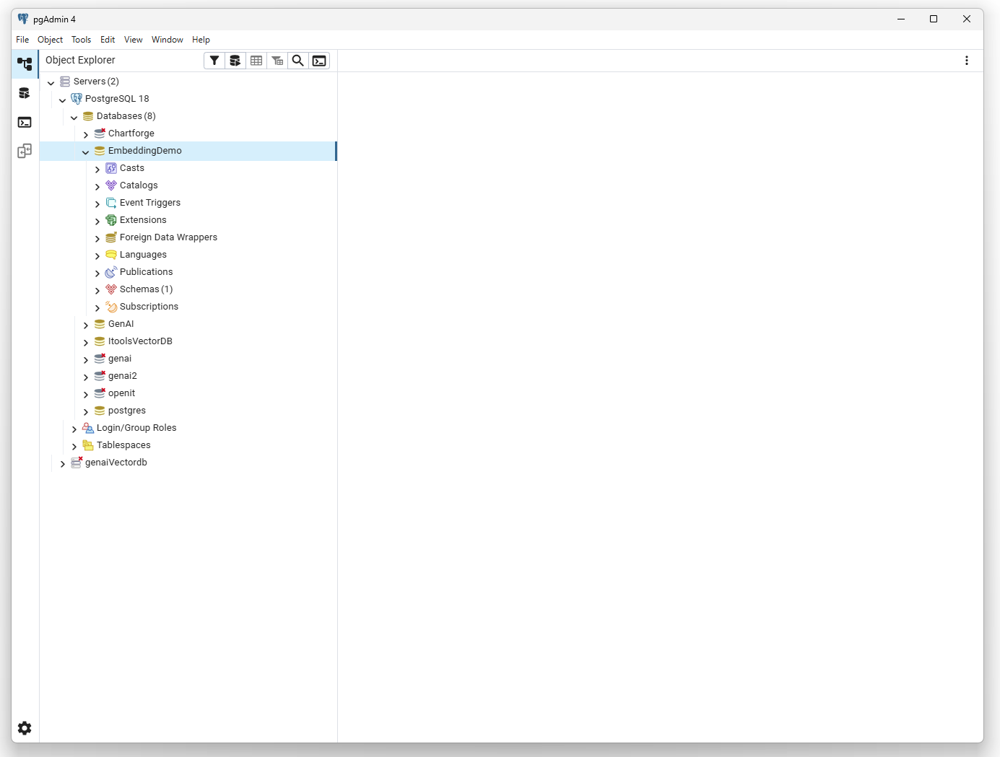 pgAdmin 4
File Object Tools Edit View Window Help
Object Explorer
Servers (2)
PostgreSQL 18
Databases (8)
Chartforge
EmbeddingDemo
Casts
Catalogs
Event Triggers
Extensions
Foreign Data Wrappers
Languages
Publications
Schemas (1)
Subscriptions
GenAI
ItoolsVectorDB
genai
genai2
openit
postgres
Login/Group Roles
Tablespaces
genaiVectordb